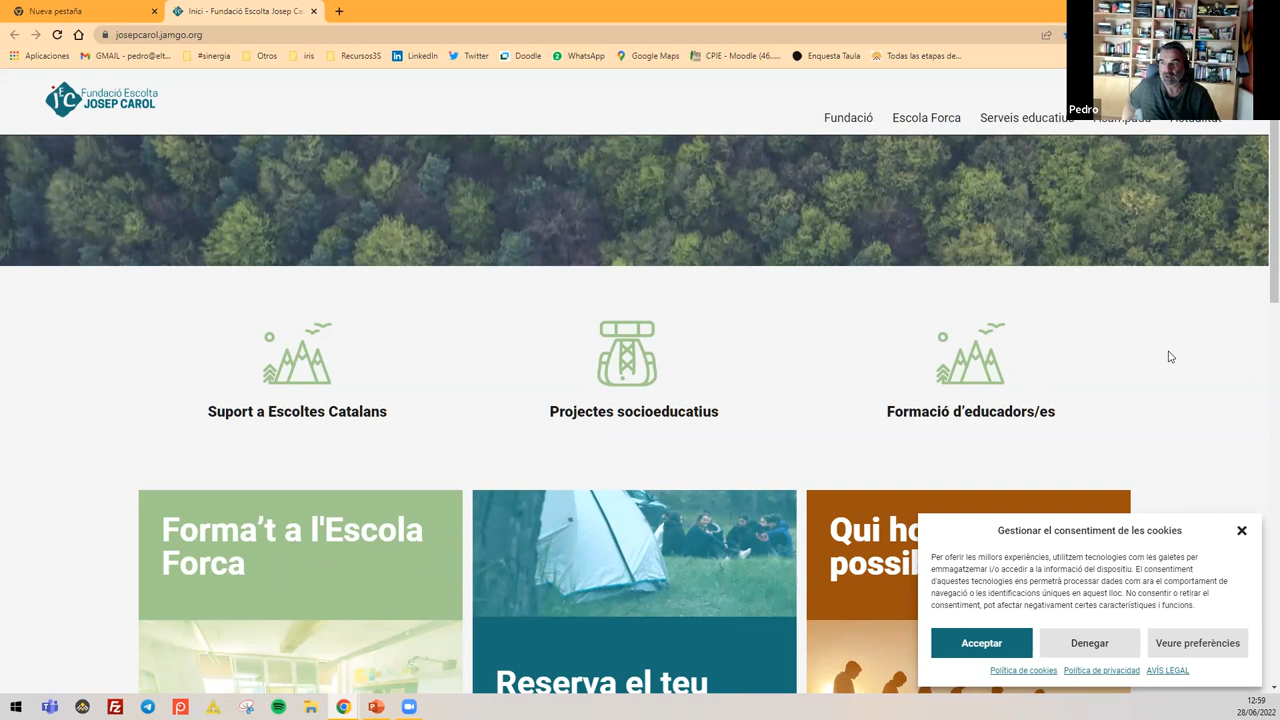 Nueva pestaña
Inici - Fundació Escolta Josep Ca
josepcarol.jamgo.org
Aplicaciones
GMAIL - pedro@elt...
#sinergia
Otros
iris
Recursos3S
LinkedIn
Twitter
Doodle
WhatsApp
Google Maps
CPIE - Moodle (46....
Enquesta Taula
Todas las etapas de...
Pedro
Fundació Escolta
JOSEP CAROL
Fundació
Escola Forca
Serveis educatius
Acampada
Actualitat
Suport a Escoltes Catalans
Projectes socioeducatius
Formació d’educadors/es
Forma’t a l'Escola
Forca
Reserva el teu
Qui ho
possib
Gestionar el consentiment de les cookies
Per oferir les millors experiències, utilitzem tecnologies com les galetes per
emmagatzemar i/o accedir a la informació del dispositiu. El consentiment
d'aquestes tecnologies ens permetrà processar dades com ara el comportament de
navegació o les identificacions úniques en aquest lloc. No consentir o retirar el
consentiment, pot afectar negativament certes característiques i funcions.
Acceptar
Denegar
Veure preferències
Política de cookies
Política de privacidad
AVÍS LEGAL
12:59
28/06/2022